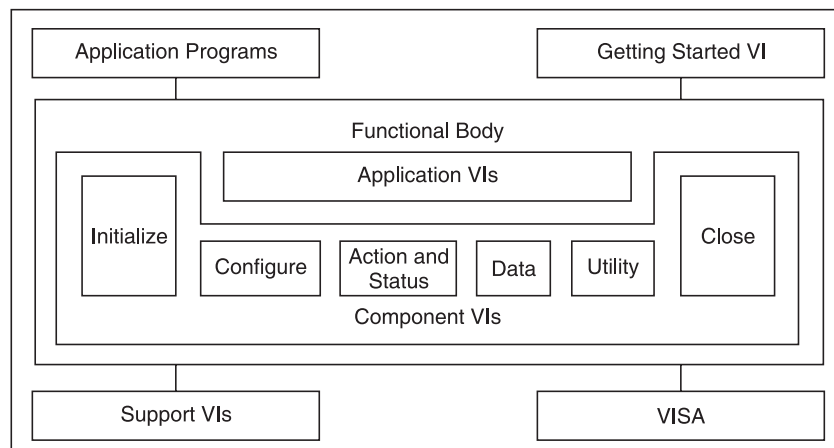 Application Programs
Getting Started VI
Functional Body
Application VIs
Initialize
Configure
Action and
Status
Data
Utility
Close
Component VIs
Support VIs
VISA